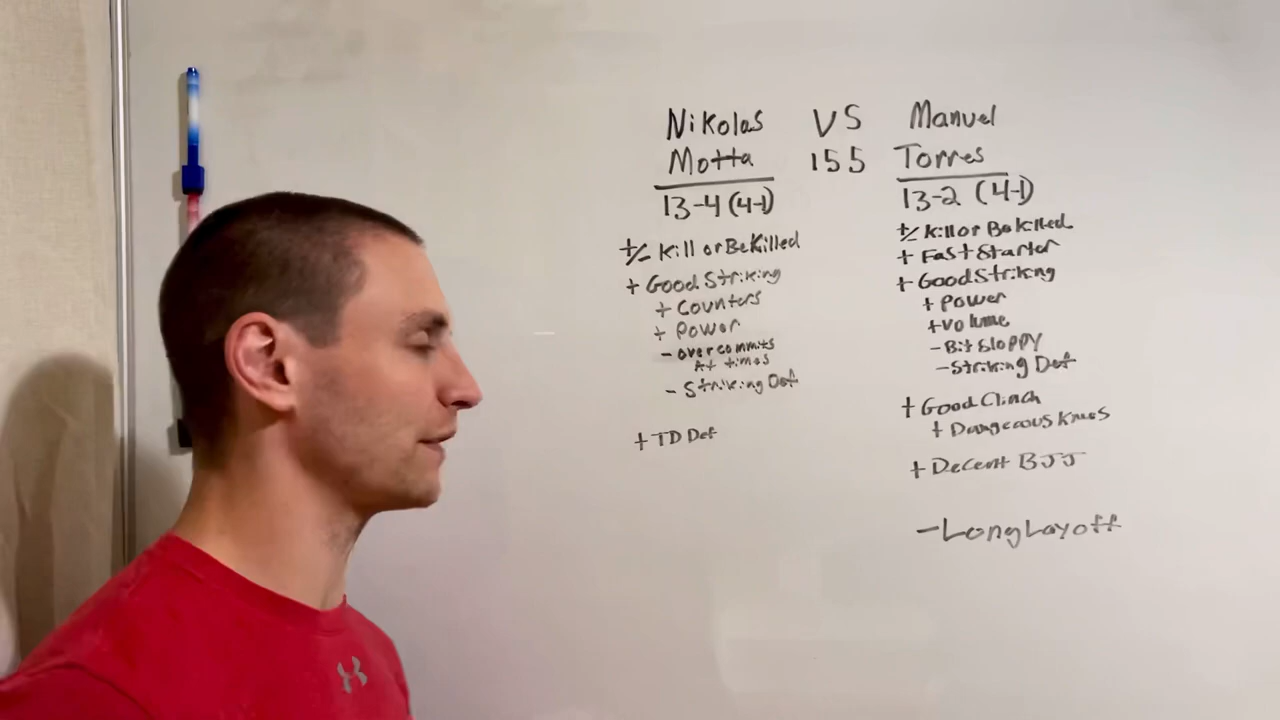 Nikolas VS Manuel
Motta 155 Torres
13-4 (4-1)
+/- Kill or Be Killed
+ Good Striking
+ Counters
+ Power
- overcommits
At times
- Striking Def
+ TD Def
13-2 (4-1)
+/- Kill or Be Killed
+ Fast Starter
+ Good Striking
+ Power
+ Volume
- Bit Sloppy
- Striking Def
+ Good Clinch
+ Dangerous Knees
+ Decent BJJ
- Long Layoff